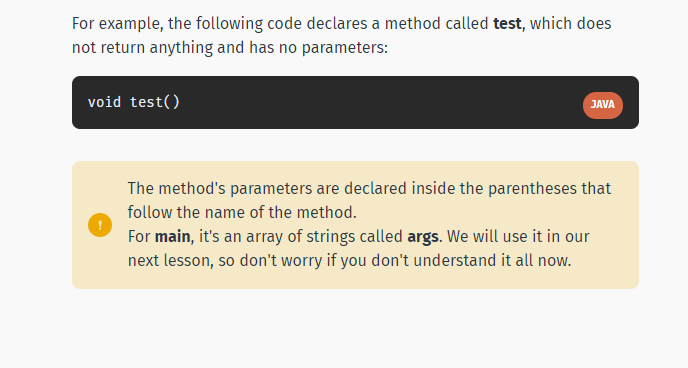 For example, the following code declares a method called test, which does
not return anything and has no parameters:
void test()
JAVA
!
The method's parameters are declared inside the parentheses that
follow the name of the method.
For main, it's an array of strings called args. We will use it in our
next lesson, so don't worry if you don't understand it all now.